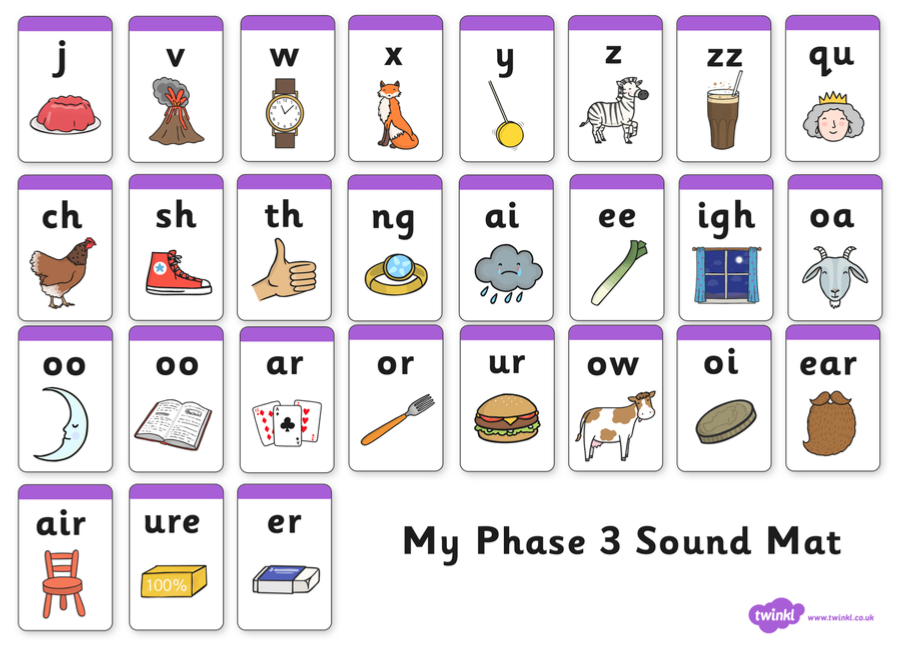 j v w x y z zz qu
ch sh th ng ai ee igh oa
oo oo ar or ur ow oi ear
air ure er
100%
My Phase 3 Sound Mat
twinkl www.twinkl.co.uk